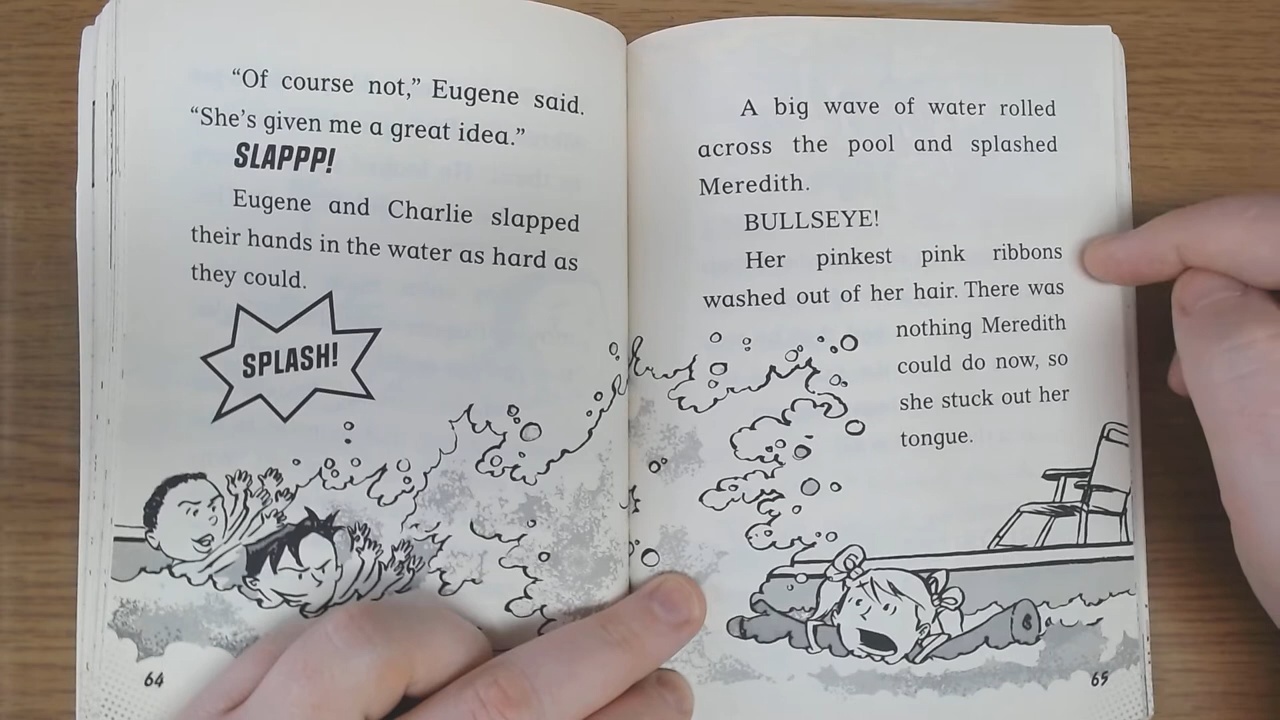 “Of course not,” Eugene said.
“She’s given me a great idea.”
SLAPPP!
Eugene and Charlie slapped
their hands in the water as hard as
they could.
SPLASH!
64
A big wave of water rolled
across the pool and splashed
Meredith.
BULLSEYE!
Her pinkest pink ribbons
washed out of her hair. There was
nothing Meredith
could do now, so
she stuck out her
tongue.
65